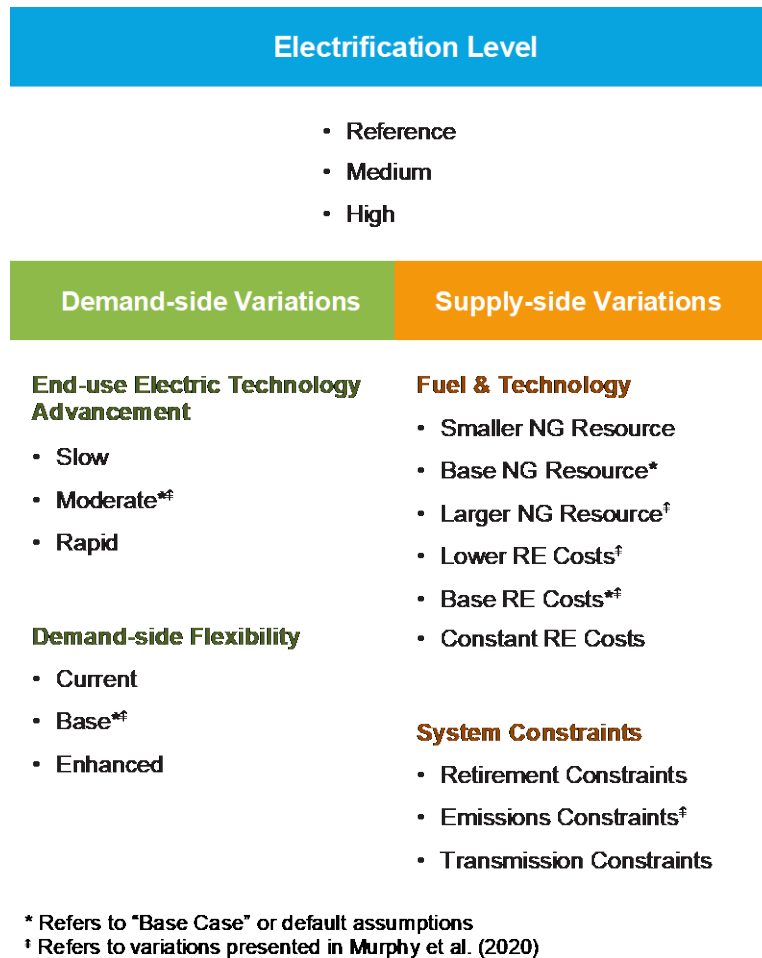 Electrification Level
• Reference
• Medium
• High
Demand-side Variations
Supply-side Variations
End-use Electric Technology
Advancement
• Slow
• Moderate*‡
• Rapid
Demand-side Flexibility
• Current
• Base*‡
• Enhanced
Fuel & Technology
• Smaller NG Resource
• Base NG Resource*
• Larger NG Resource‡
• Lower RE Costs‡
• Base RE Costs*‡
• Constant RE Costs
System Constraints
• Retirement Constraints
• Emissions Constraints‡
• Transmission Constraints
* Refers to "Base Case" or default assumptions
‡ Refers to variations presented in Murphy et al. (2020)